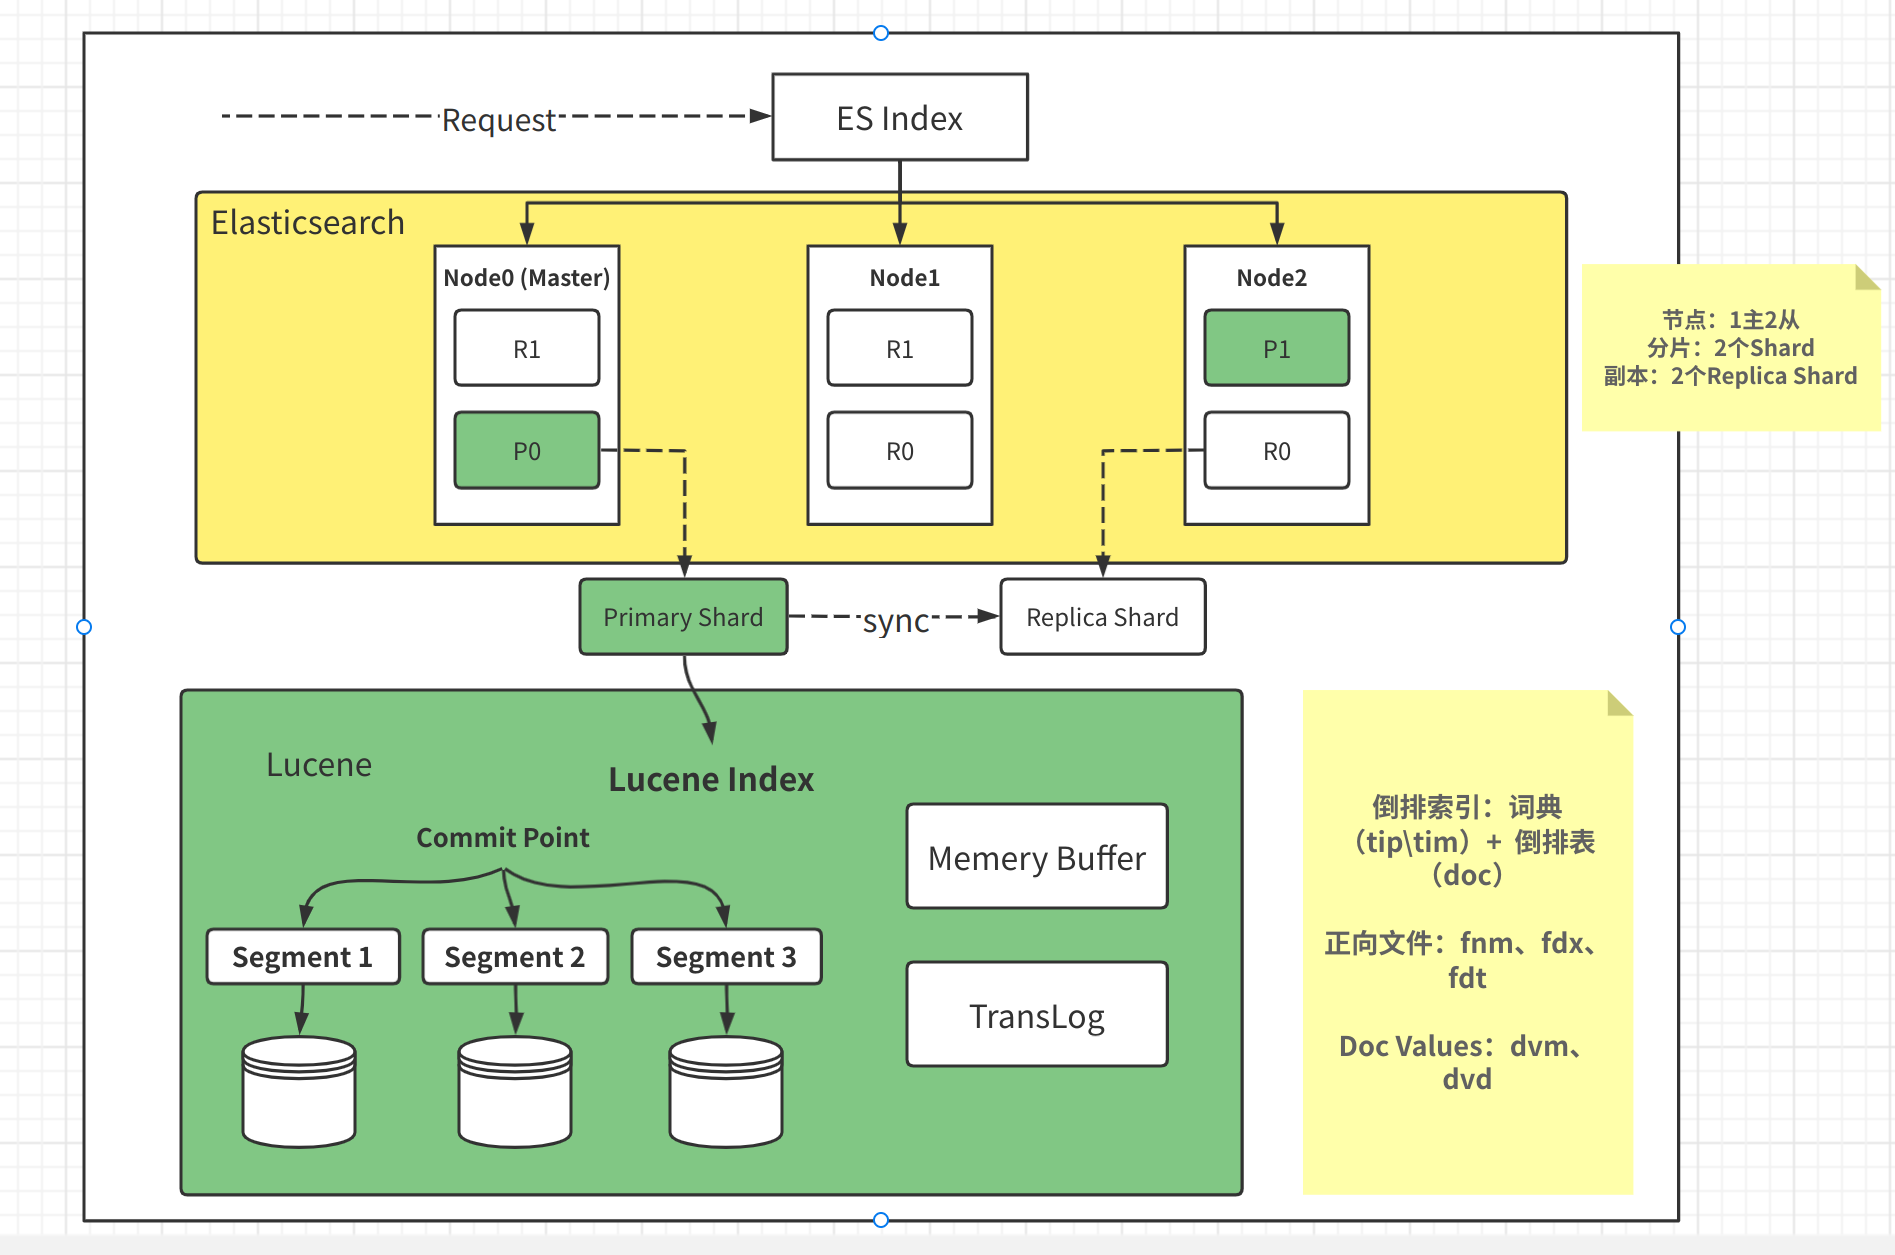 Request
ES Index
Elasticsearch
Node0 (Master)
R1
P0
Node1
R1
R0
Node2
P1
R0
节点：1主2从
分片：2个Shard
副本：2个Replica Shard
Primary Shard
sync
Replica Shard
Lucene
Lucene Index
Commit Point
Segment 1
Segment 2
Segment 3
Memery Buffer
TransLog
倒排索引：词典
（tip\tim）+ 倒排表
（doc）
正向文件：fnm、fdx、
fdt
Doc Values：dvm、
dvd